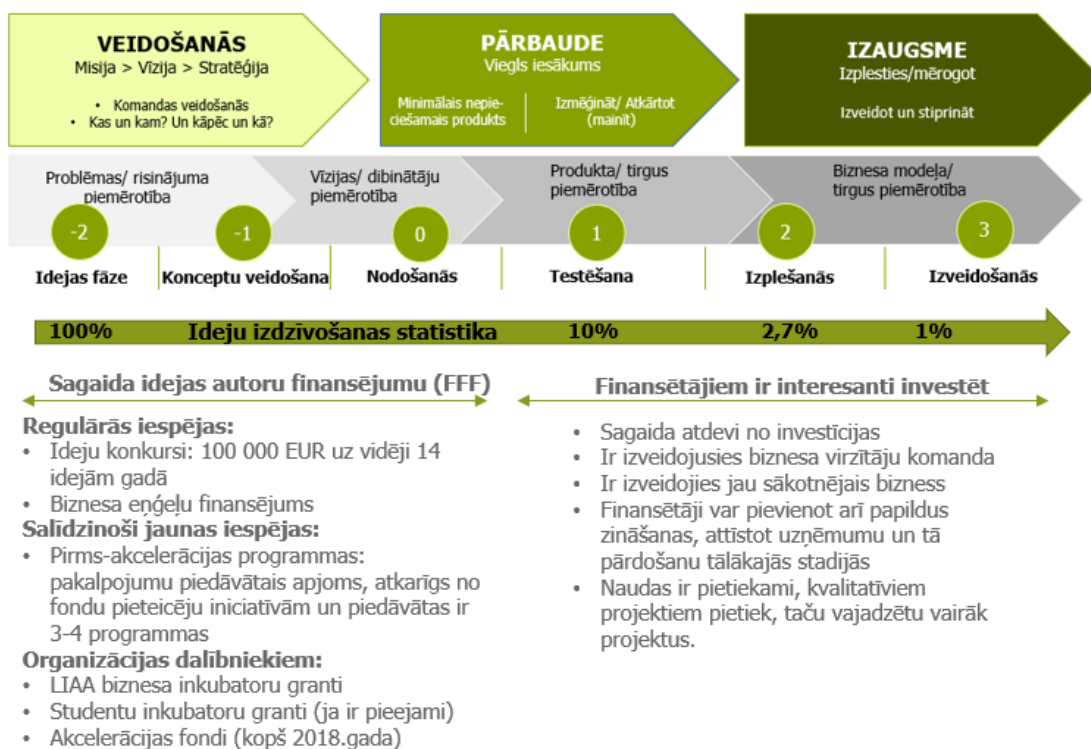 VEIDOŠANĀS
Misija > Vīzija > Stratēģija
• Komandas veidošanās
• Kas un kam? Un kāpēc un kā?
PĀRBAUDE
Viegls iesākums
Minimālais nepie-
ciešamais produkts
Izmēģināt/ Atkārtot
(mainīt)
IZAUGSME
Izplesties/mērogot
Izveidot un stiprināt
Problēmas/ risinājuma
piemērotība
Vīzijas/ dibinātāju
piemērotība
Produkta/ tirgus
piemērotība
Biznesa modeļa/
tirgus piemērotība
-2
-1
0
1
2
3
Idejas fāze
Konceptu veidošana
Nodošanās
Testēšana
Izplešanās
Izveidošanās
100% Ideju izdzīvošanas statistika 10% 2,7% 1%
Sagaida idejas autoru finansējumu (FFF)
Regulārās iespējas:
• Ideju konkursi: 100 000 EUR uz vidēji 14
idejām gadā
• Biznesa eņģeļu finansējums
Salīdzinoši jaunas iespējas:
• Pirms-akcelerācijas programmas:
pakalpojumu piedāvātais apjoms, atkarīgs no
fondu pieteicēju iniciatīvām un piedāvātas ir
3-4 programmas
Organizācijas dalībniekiem:
• LIAA biznesa inkubatoru granti
• Studentu inkubatoru granti (ja ir pieejami)
• Akcelerācijas fondi (kopš 2018.gada)
Finansētājiem ir interesanti investēt
• Sagaida atdevi no investīcijas
• Ir izveidojusies biznesa virzītāju komanda
• Ir izveidojies jau sākotnējais bizness
• Finansētāji var pievienot arī papildus
zināšanas, attīstot uzņēmumu un tā
pārdošanu tālākajās stadijās
• Naudas ir pietiekami, kvalitatīviem
projektiem pietiek, taču vajadzētu vairāk
projektus.